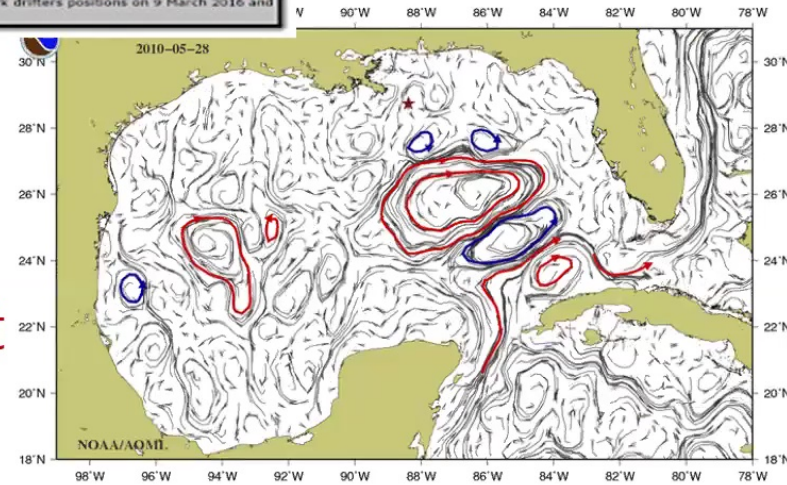 k drifters positions on 9 March 2016 and
W 90°W 88°W 86°W 84°W 82°W 80°W 78°W
2010-05-28
30°N 30°
28°N 28°
26°N 26°
24°N 24°
t
22°N 22°
20°N 20°
NOAA/AOML
18°N 18°
98°W 96°W 94°W 92°W 90°W 88°W 86°W 84°W 82°W 80°W 78°W